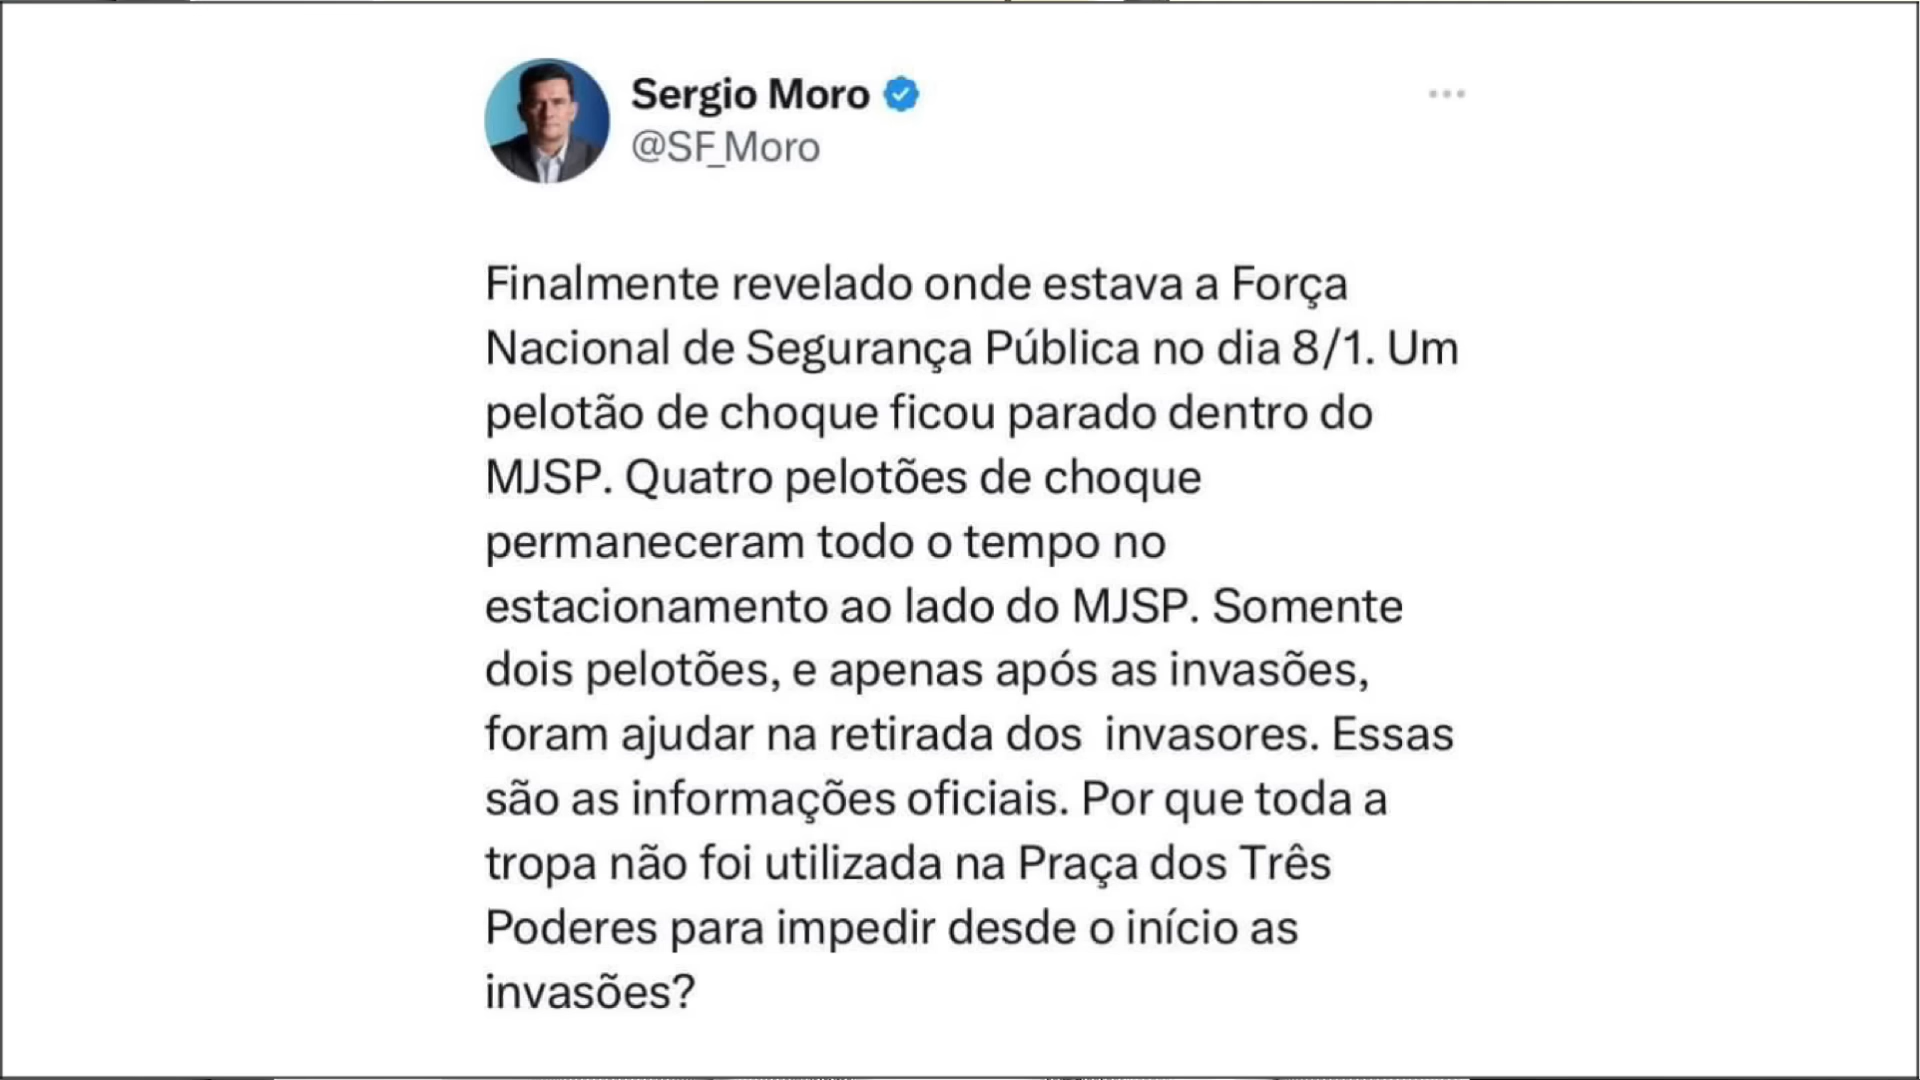 Sergio Moro
@SF_Moro
Finalmente revelado onde estava a Força
Nacional de Segurança Pública no dia 8/1. Um
pelotão de choque ficou parado dentro do
MJSP. Quatro pelotões de choque
permaneceram todo o tempo no
estacionamento ao lado do MJSP. Somente
dois pelotões, e apenas após as invasões,
foram ajudar na retirada dos  invasores. Essas
são as informações oficiais. Por que toda a
tropa não foi utilizada na Praça dos Três
Poderes para impedir desde o início as
invasões?